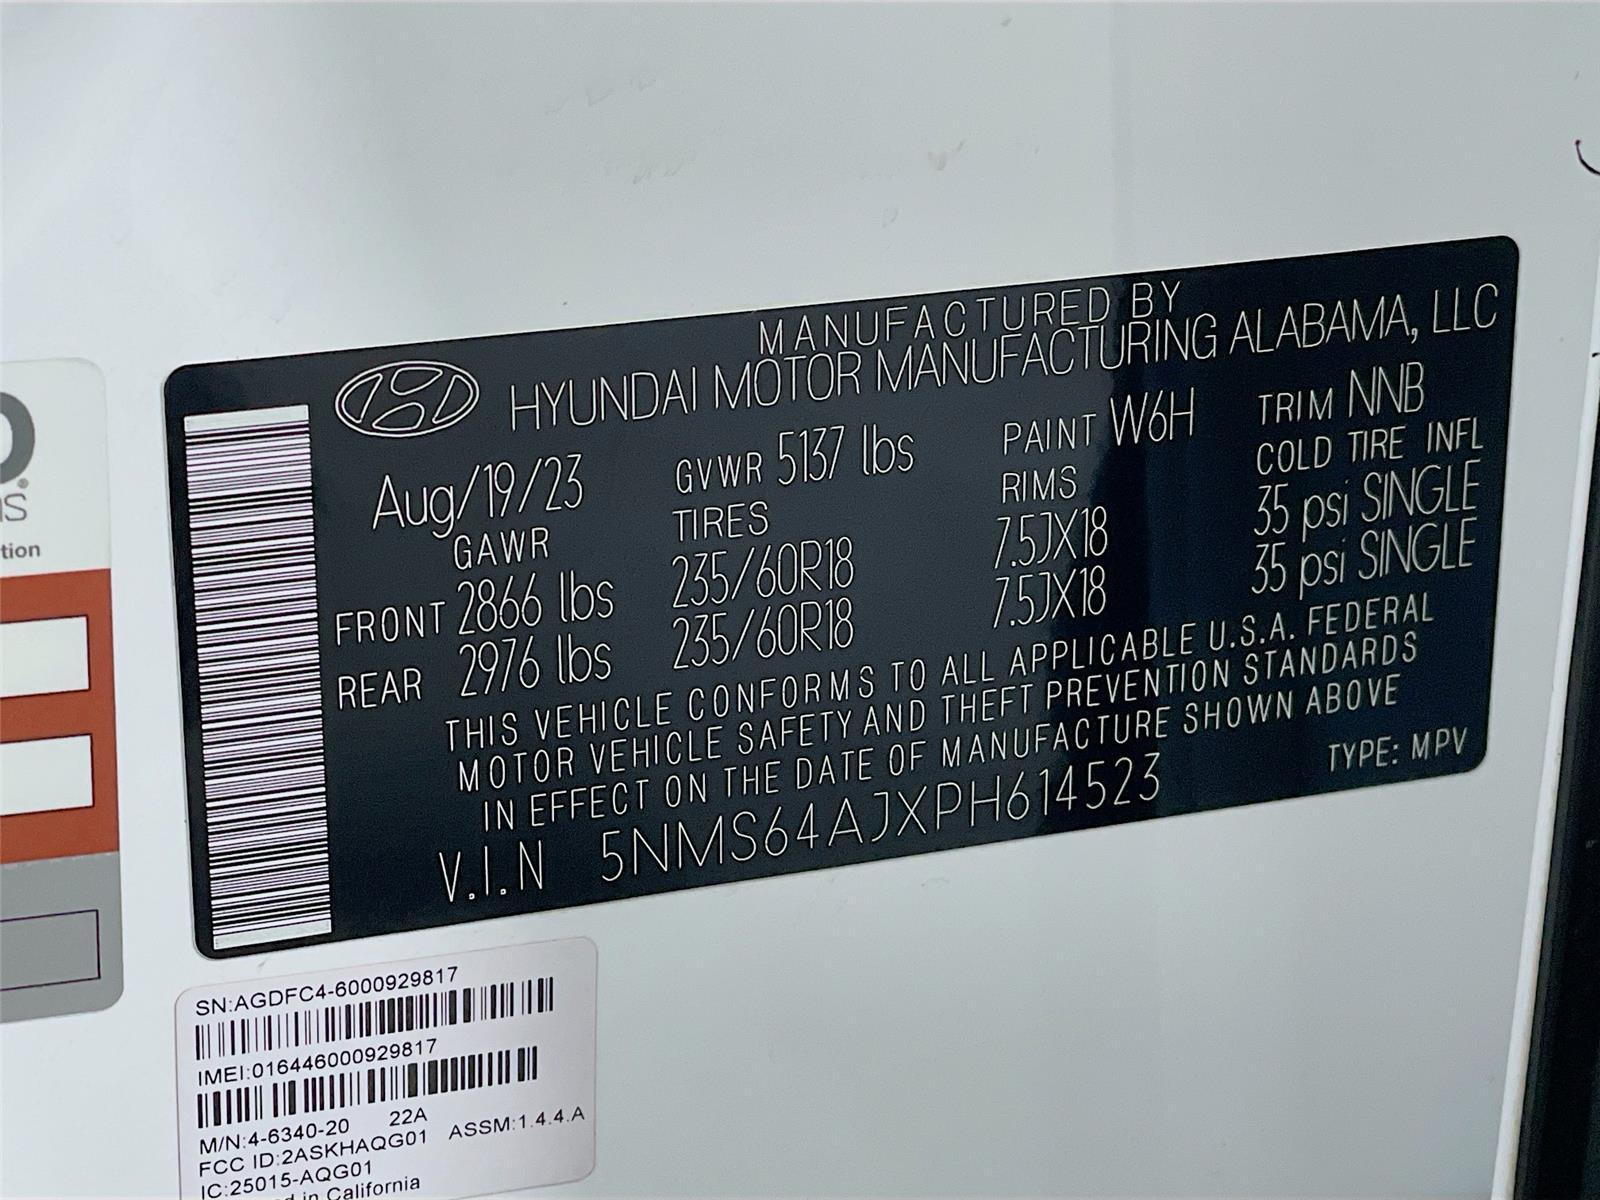 MANUFACTURED BY
HYUNDAI MOTOR MANUFACTURING ALABAMA, LLC
Aug/19/23 GVWR 5137 lbs PAINT W6H TRIM NNB
GAWR TIRES RIMS COLD TIRE INFL
FRONT 2866 lbs 235/60R18 7.5JX18 35 psi SINGLE
REAR 2976 lbs 235/60R18 7.5JX18 35 psi SINGLE
THIS VEHICLE CONFORMS TO ALL APPLICABLE U.S.A. FEDERAL
MOTOR VEHICLE SAFETY AND THEFT PREVENTION STANDARDS
IN EFFECT ON THE DATE OF MANUFACTURE SHOWN ABOVE
V.I.N 5NMS64AJXPH614523 TYPE: MPV
SN:AGDFC4-6000929817
IMEI:016446000929817
M/N:4-6340-20 22A
FCC ID:2ASKHAQG01 ASSM:1.4.4.A
IC:25015-AQG01
in California